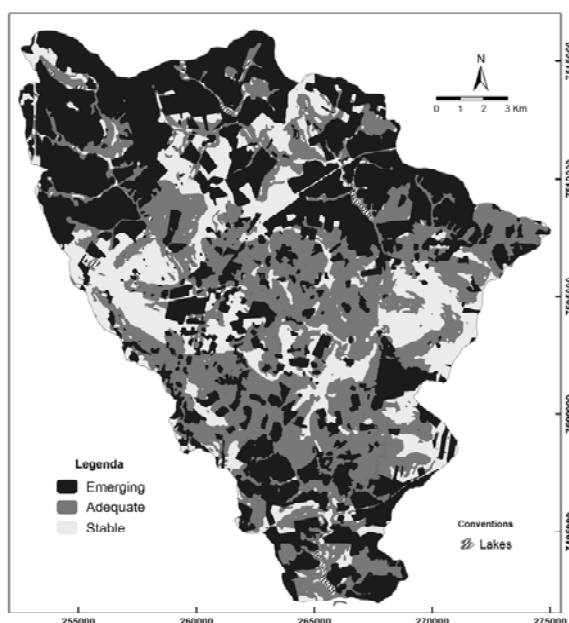 N
0 1 2 3 Km
Legenda
Emerging
Adequate
Stable
Conventions
Lakes
255000 260000 265000 270000 275000